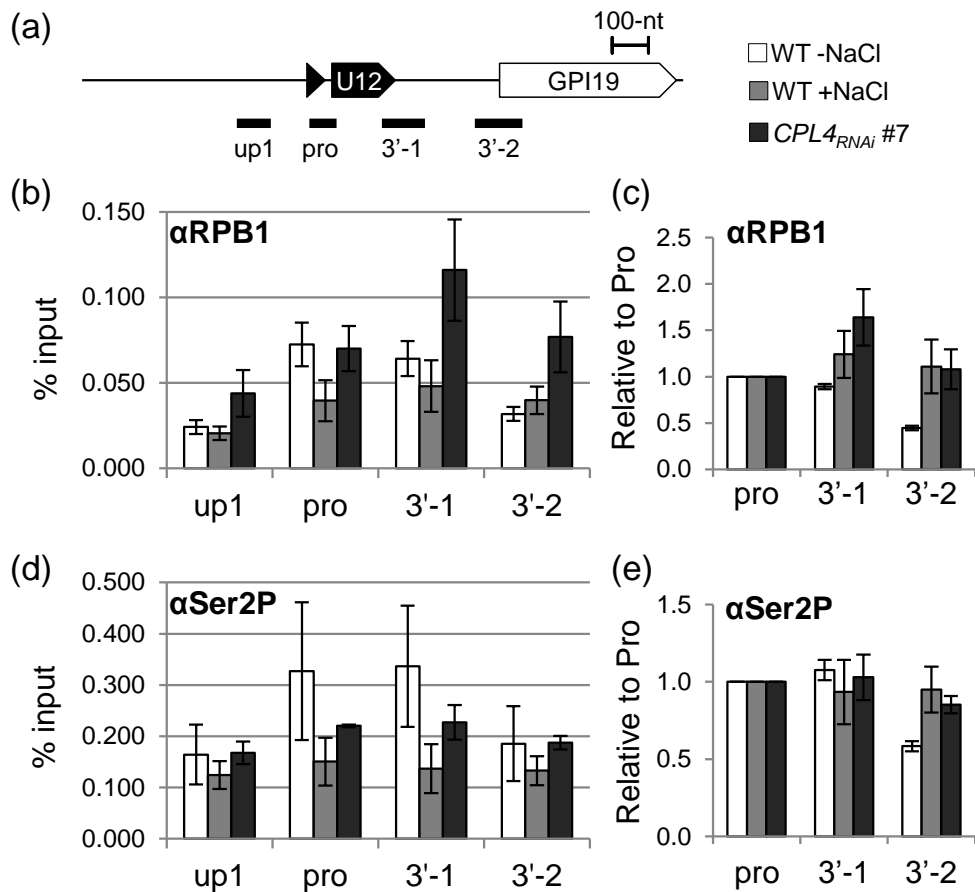 (a)
100-nt
U12
GPI19
up1 pro 3'-1 3'-2
WT -NaCl
WT +NaCl
CPL4RNAi #7
(b)
αRPB1
% input
0.150
0.100
0.050
0.000
up1 pro 3'-1 3'-2
(c)
αRPB1
Relative to Pro
2.5
2.0
1.5
1.0
0.5
0.0
pro 3'-1 3'-2
(d)
αSer2P
% input
0.500
0.400
0.300
0.200
0.100
0.000
up1 pro 3'-1 3'-2
(e)
αSer2P
Relative to Pro
1.5
1.0
0.5
0.0
pro 3'-1 3'-2